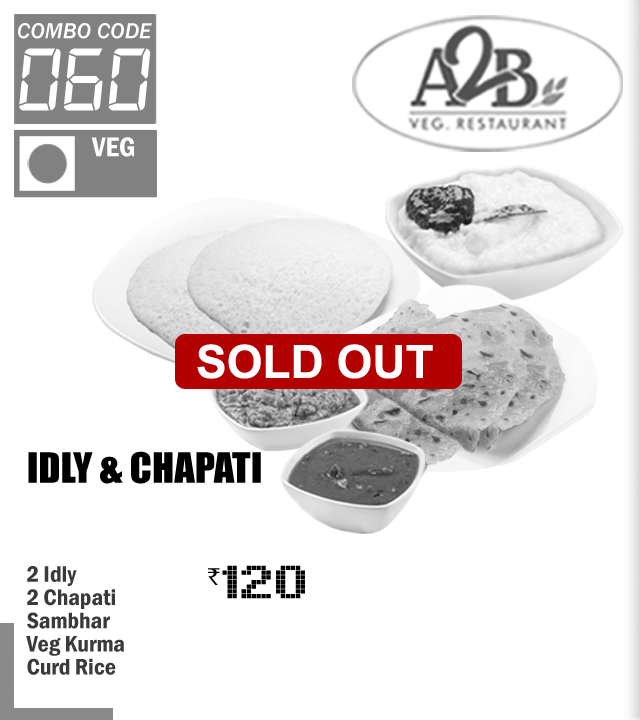 COMBO CODE
060
VEG
A2B
VEG. RESTAURANT
SOLD OUT
IDLY & CHAPATI
2 Idly
2 Chapati
Sambhar
Veg Kurma
Curd Rice
₹120